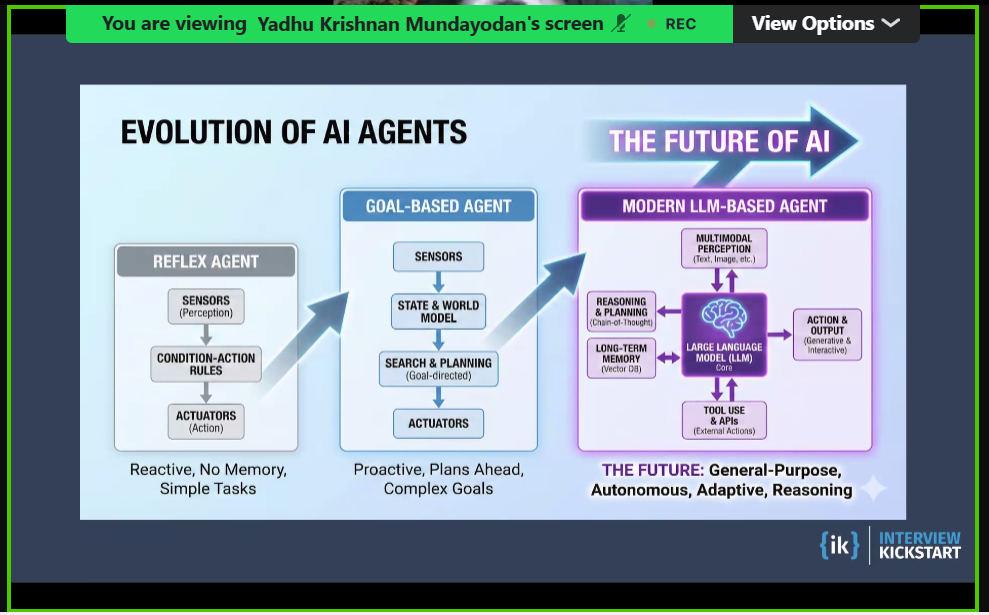 You are viewing Yadhu Krishnan Mundayodan's screen REC View Options
EVOLUTION OF AI AGENTS
THE FUTURE OF AI
REFLEX AGENT
SENSORS
(Perception)
CONDITION-ACTION
RULES
ACTUATORS
(Action)
Reactive, No Memory,
Simple Tasks
GOAL-BASED AGENT
SENSORS
STATE & WORLD
MODEL
SEARCH & PLANNING
(Goal-directed)
ACTUATORS
Proactive, Plans Ahead,
Complex Goals
MODERN LLM-BASED AGENT
MULTIMODAL
PERCEPTION
(Text, Image, etc.)
REASONING
& PLANNING
(Chain-of-Thought)
LONG-TERM
MEMORY
(Vector DB)
LARGE LANGUAGE
MODEL (LLM)
Core
ACTION &
OUTPUT
(Generative &
Interactive)
TOOL USE
& APIs
(External Actions)
THE FUTURE: General-Purpose,
Autonomous, Adaptive, Reasoning
{ik} INTERVIEW
KICKSTART